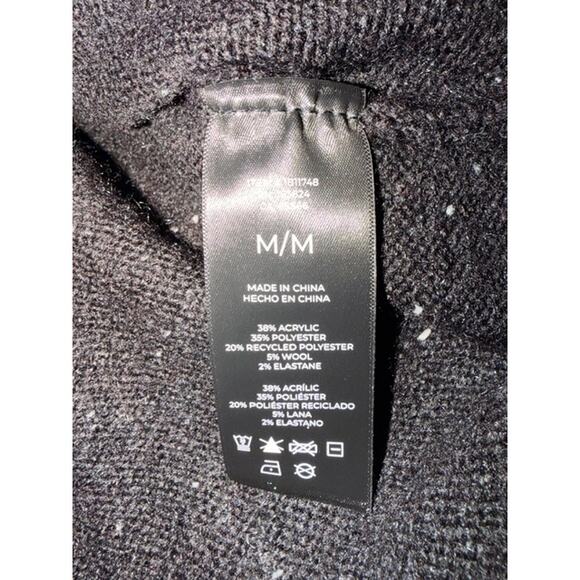 1811748
M/M
MADE IN CHINA
HECHO EN CHINA
38% ACRYLIC
35% POLYESTER
20% RECYCLED POLYESTER
5% WOOL
2% ELASTANE
38% ACRÍLIC
35% POLIÉSTER
20% POLIÉSTER RECICLADO
5% LANA
2% ELASTANO